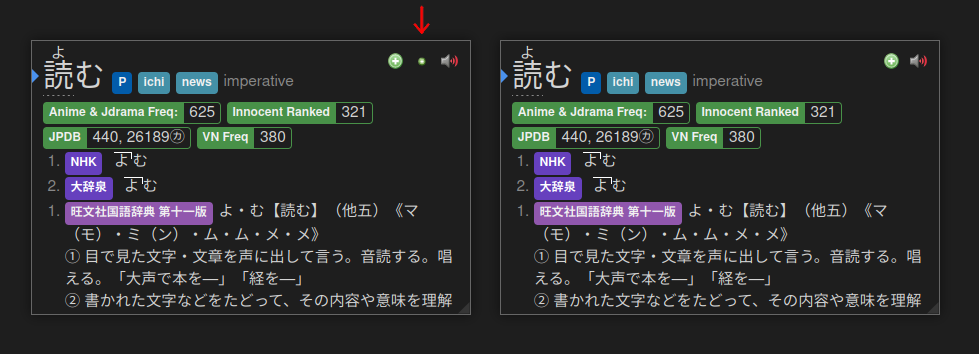 よ
読む P ichi news imperative
Anime & Jdrama Freq: 625 Innocent Ranked 321
JPDB 440, 26189㋕ VN Freq 380
1. NHK よむ
2. 大辞泉 よむ
1. 旺文社国語辞典 第十一版 よ・む【読む】（他五）《マ
（モ）・ミ（ン）・ム・ム・メ・メ》
① 目で見た文字・文章を声に出して言う。音読する。唱
える。「大声で本を―」「経を―」
② 書かれた文字などをたどって、その内容や意味を理解
よ
読む P ichi news imperative
Anime & Jdrama Freq: 625 Innocent Ranked 321
JPDB 440, 26189㋕ VN Freq 380
1. NHK よむ
2. 大辞泉 よむ
1. 旺文社国語辞典 第十一版 よ・む【読む】（他五）《マ
（モ）・ミ（ン）・ム・ム・メ・メ》
① 目で見た文字・文章を声に出して言う。音読する。唱
える。「大声で本を―」「経を―」
② 書かれた文字などをたどって、その内容や意味を理解